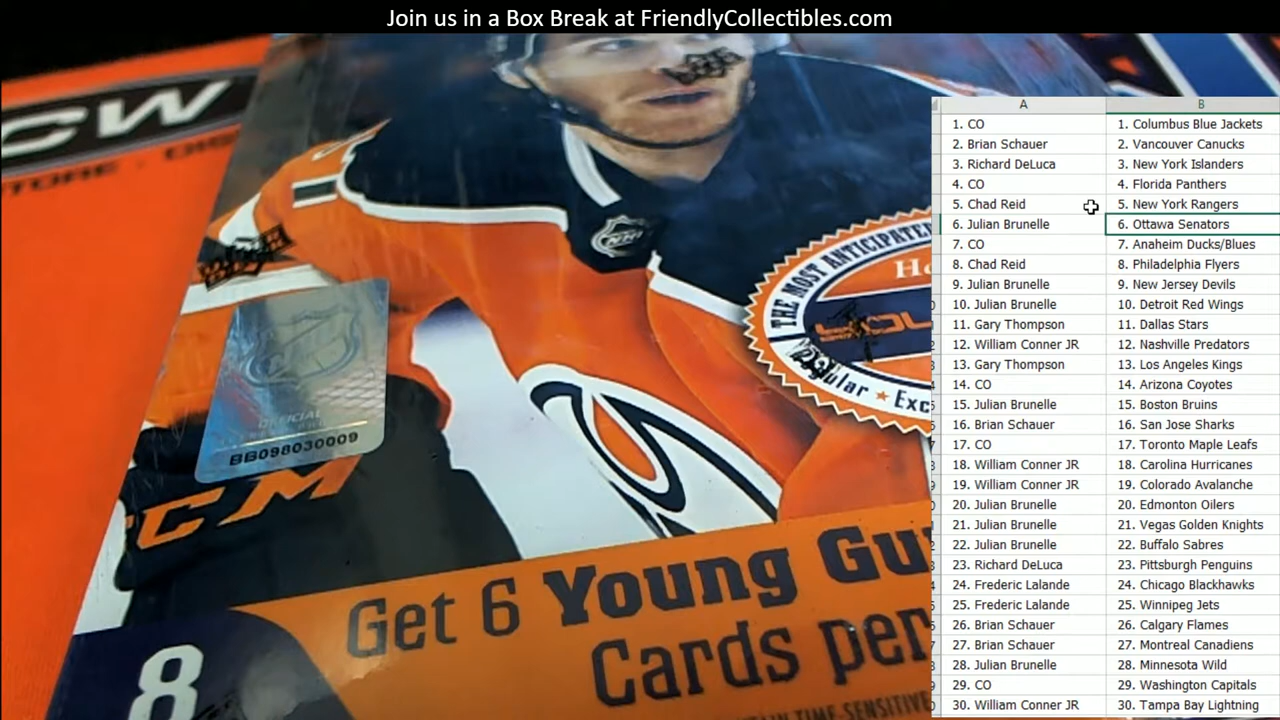 Join us in a Box Break at FriendlyCollectibles.com
CW
THE MOST ANTICIPATED
NHL
OFFICIAL
BB098030009
CCM
Get 6 Young Gu
Cards per
8
TIME-SENSITIVE
A B
1. CO 1. Columbus Blue Jackets
2. Brian Schauer 2. Vancouver Canucks
3. Richard DeLuca 3. New York Islanders
4. CO 4. Florida Panthers
5. Chad Reid 5. New York Rangers
6. Julian Brunelle 6. Ottawa Senators
7. CO 7. Anaheim Ducks/Blues
8. Chad Reid 8. Philadelphia Flyers
9. Julian Brunelle 9. New Jersey Devils
10. Julian Brunelle 10. Detroit Red Wings
11. Gary Thompson 11. Dallas Stars
12. William Conner JR 12. Nashville Predators
13. Gary Thompson 13. Los Angeles Kings
14. CO 14. Arizona Coyotes
15. Julian Brunelle 15. Boston Bruins
16. Brian Schauer 16. San Jose Sharks
17. CO 17. Toronto Maple Leafs
18. William Conner JR 18. Carolina Hurricanes
19. William Conner JR 19. Colorado Avalanche
20. Julian Brunelle 20. Edmonton Oilers
21. Julian Brunelle 21. Vegas Golden Knights
22. Julian Brunelle 22. Buffalo Sabres
23. Richard DeLuca 23. Pittsburgh Penguins
24. Frederic Lalande 24. Chicago Blackhawks
25. Frederic Lalande 25. Winnipeg Jets
26. Brian Schauer 26. Calgary Flames
27. Brian Schauer 27. Montreal Canadiens
28. Julian Brunelle 28. Minnesota Wild
29. CO 29. Washington Capitals
30. William Conner JR 30. Tampa Bay Lightning